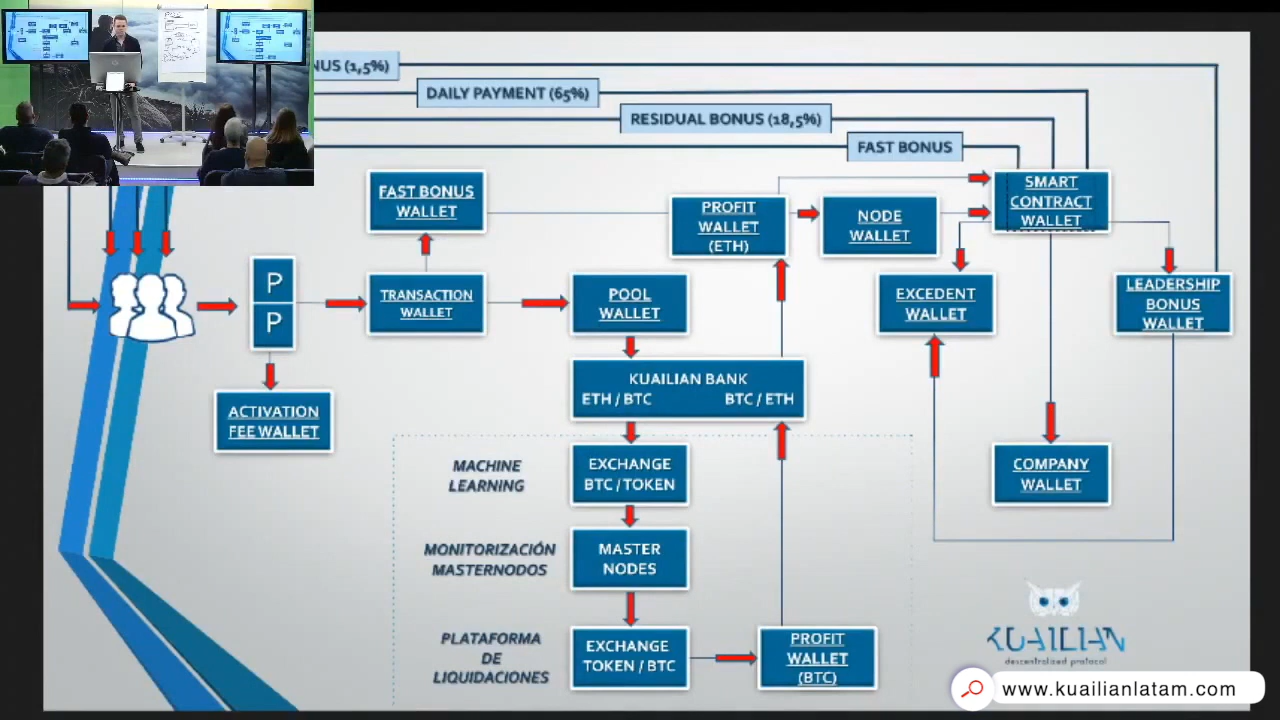 NUS (1,5%)
DAILY PAYMENT (65%)
RESIDUAL BONUS (18,5%)
FAST BONUS
FAST BONUS
WALLET
PROFIT
WALLET
(ETH)
NODE
WALLET
SMART
CONTRACT
WALLET
P
P
TRANSACTION
WALLET
POOL
WALLET
EXCEDENT
WALLET
LEADERSHIP
BONUS
WALLET
KUAILIAN BANK
ETH / BTC BTC / ETH
ACTIVATION
FEE WALLET
MACHINE
LEARNING
EXCHANGE
BTC / TOKEN
COMPANY
WALLET
MONITORIZACIÓN
MASTERNODOS
MASTER
NODES
PLATAFORMA
DE
LIQUIDACIONES
EXCHANGE
TOKEN / BTC
PROFIT
WALLET
(BTC)
KUAILIAN
descentralized protocol
www.kuailianlatam.com